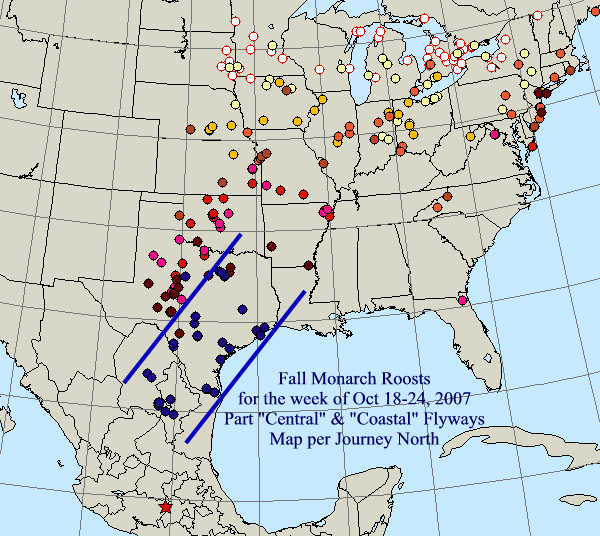 Fall Monarch Roosts
for the week of Oct 18-24, 2007
Part "Central" & "Coastal" Flyways
Map per Journey North